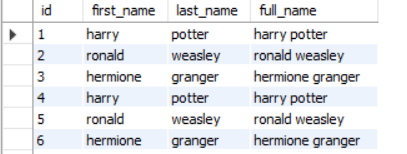 id first_name last_name full_name
1 harry potter harry potter
2 ronald weasley ronald weasley
3 hermione granger hermione granger
4 harry potter harry potter
5 ronald weasley ronald weasley
6 hermione granger hermione granger